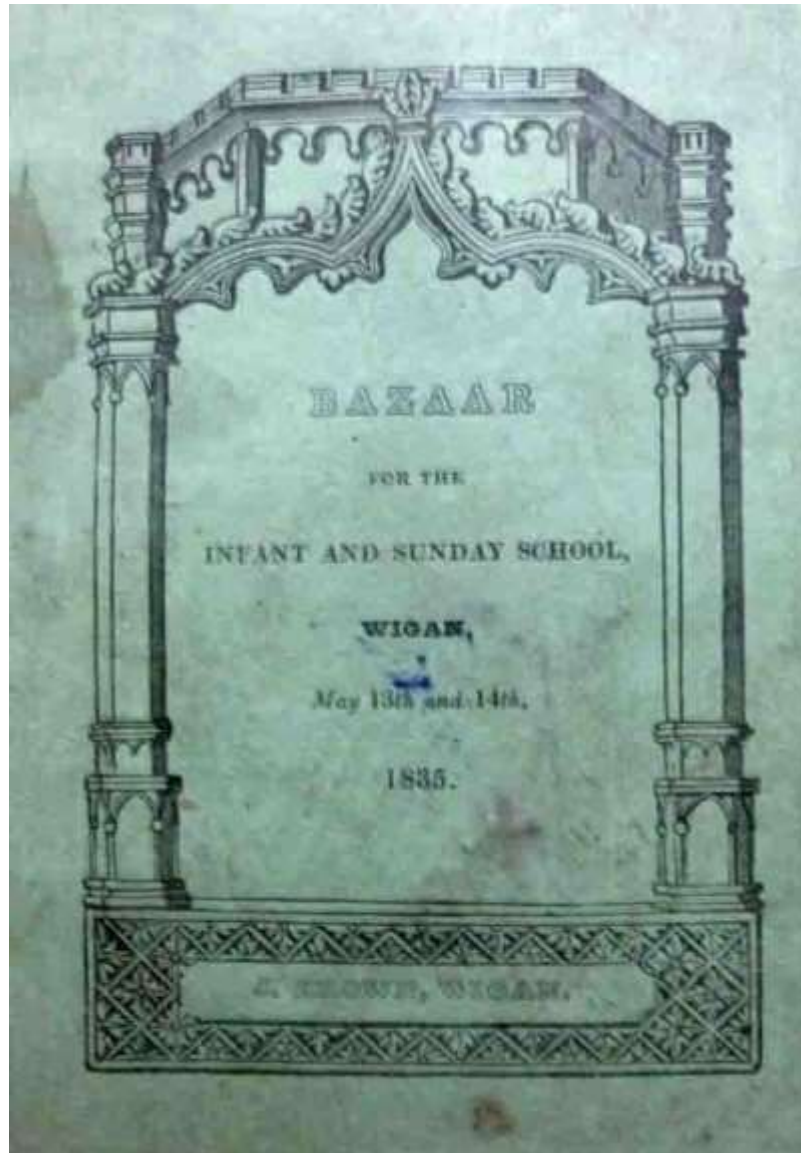 BAZAAR
FOR THE
INFANT AND SUNDAY SCHOOL,
WIGAN,
May 13th and 14th,
1835.
J. BROWN, WIGAN.